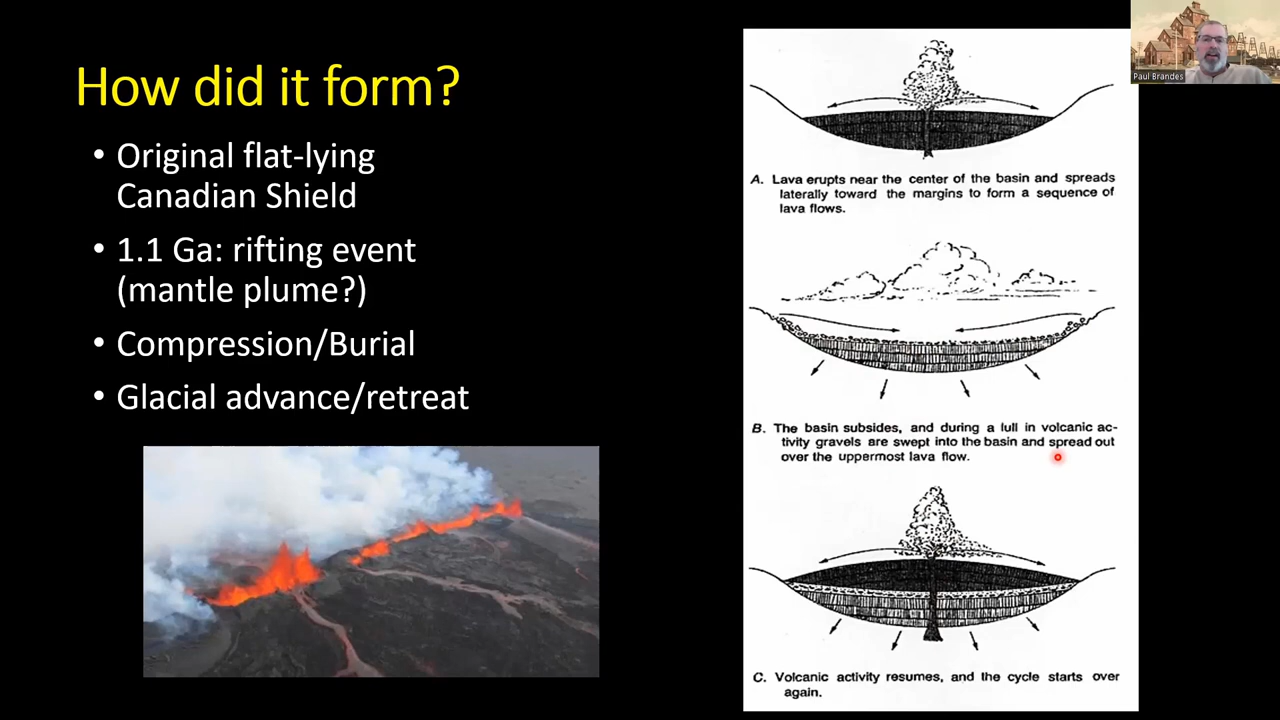 How did it form?
• Original flat-lying
Canadian Shield
• 1.1 Ga: rifting event
(mantle plume?)
• Compression/Burial
• Glacial advance/retreat
A. Lava erupts near the center of the basin and spreads
laterally toward the margins to form a sequence of
lava flows.
B. The basin subsides, and during a lull in volcanic ac-
tivity gravels are swept into the basin and spread out
over the uppermost lava flow.
C. Volcanic activity resumes, and the cycle starts over
again.
Paul Brandes